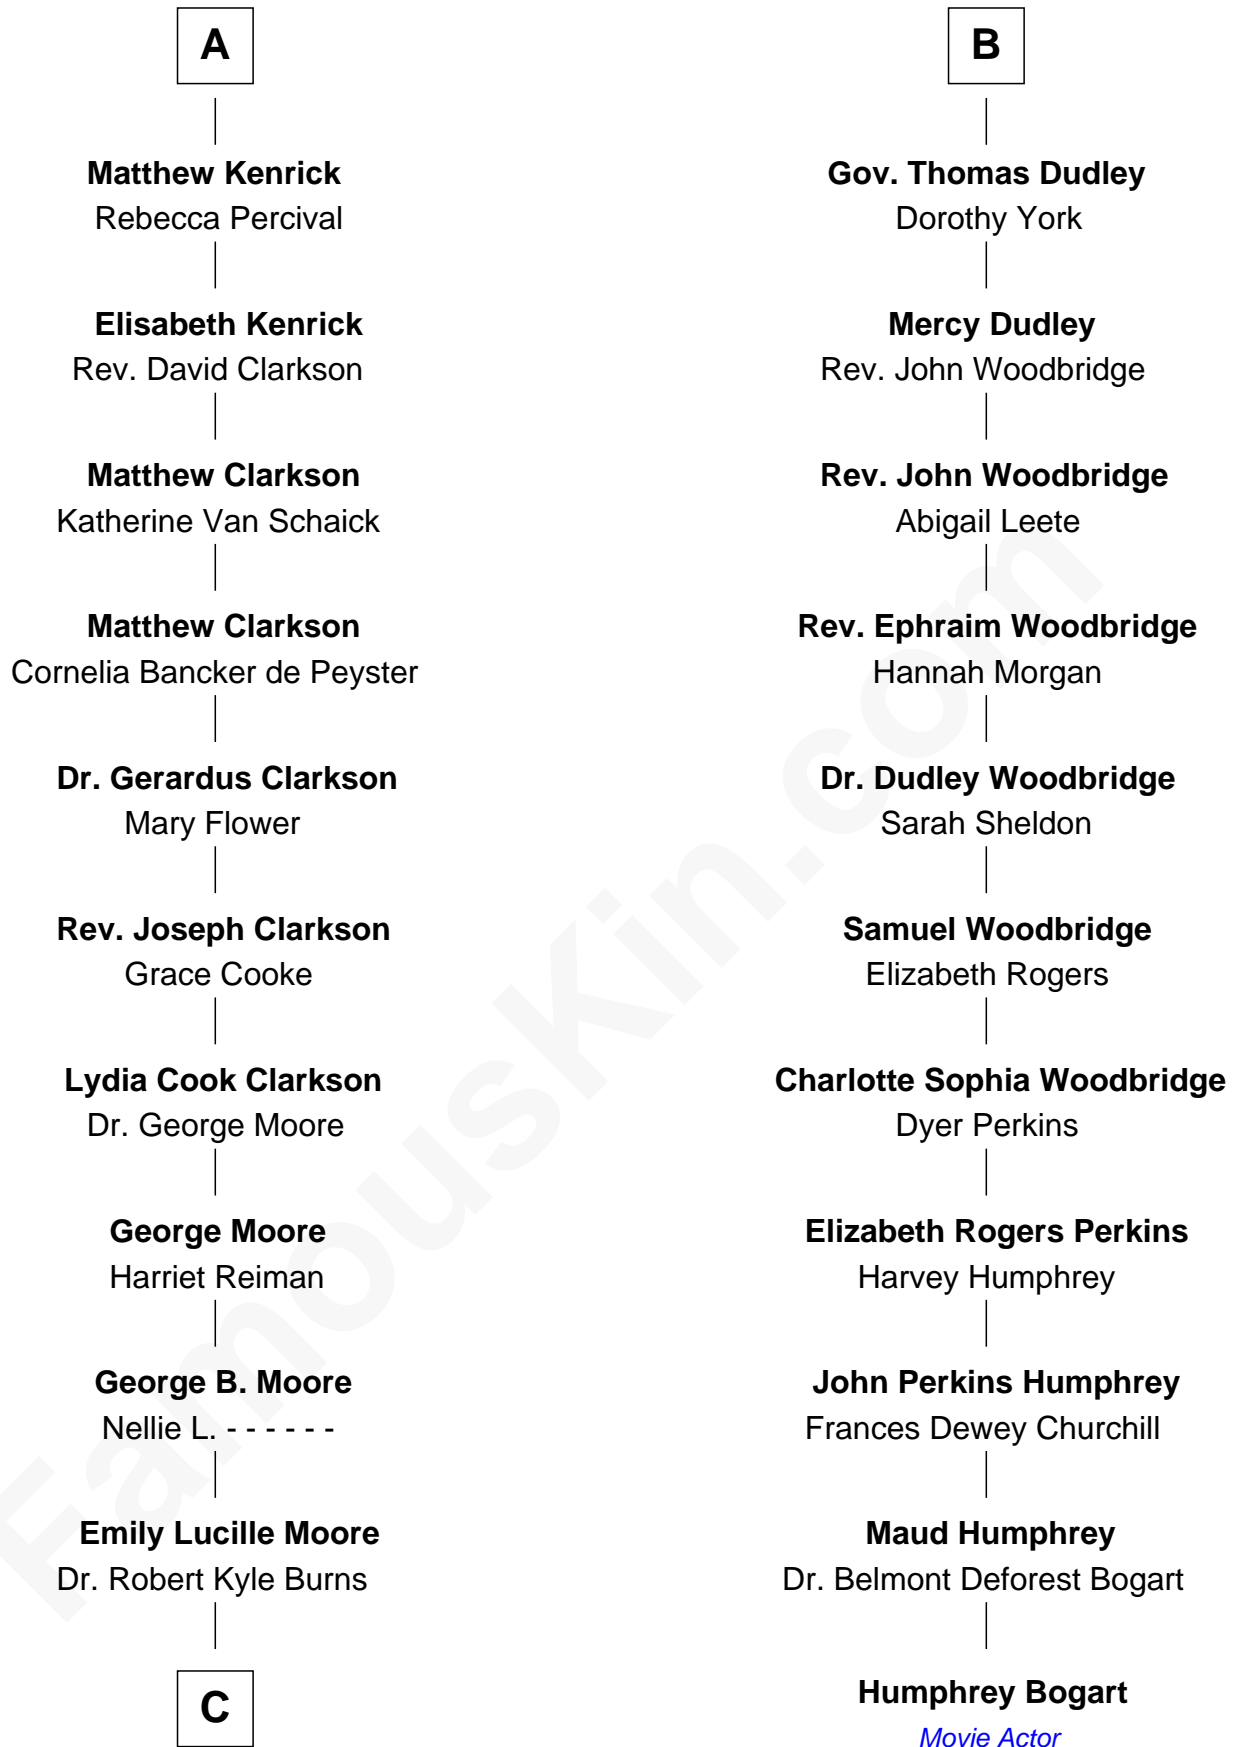 A
Matthew Kenrick
Rebecca Percival
Elisabeth Kenrick
Rev. David Clarkson
Matthew Clarkson
Katherine Van Schaick
Matthew Clarkson
Cornelia Bancker de Peyster
Dr. Gerardus Clarkson
Mary Flower
Rev. Joseph Clarkson
Grace Cooke
Lydia Cook Clarkson
Dr. George Moore
George Moore
Harriet Reiman
George B. Moore
Nellie L. - - - - - -
Emily Lucille Moore
Dr. Robert Kyle Burns
C
B
Gov. Thomas Dudley
Dorothy York
Mercy Dudley
Rev. John Woodbridge
Rev. John Woodbridge
Abigail Leete
Rev. Ephraim Woodbridge
Hannah Morgan
Dr. Dudley Woodbridge
Sarah Sheldon
Samuel Woodbridge
Elizabeth Rogers
Charlotte Sophia Woodbridge
Dyer Perkins
Elizabeth Rogers Perkins
Harvey Humphrey
John Perkins Humphrey
Frances Dewey Churchill
Maud Humphrey
Dr. Belmont Deforest Bogart
Humphrey Bogart
Movie Actor
FamousKin.com